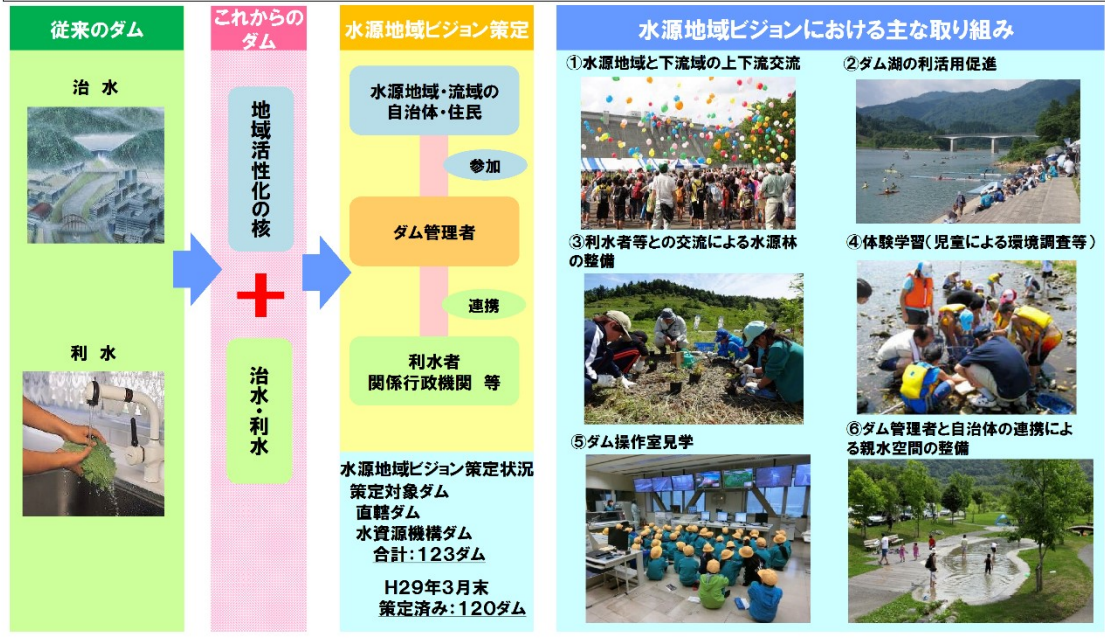 従来のダム
治 水
利 水
これからの
ダム
地域活性化の核
+
治水・利水
水源地域ビジョン策定
水源地域・流域の
自治体・住民
参加
ダム管理者
連携
利水者
関係行政機関 等
水源地域ビジョン策定状況
策定対象ダム
直轄ダム
水資源機構ダム
合計:123ダム
H29年3月末
策定済み:120ダム
水源地域ビジョンにおける主な取り組み
①水源地域と下流域の上下流交流
②ダム湖の利活用促進
③利水者等との交流による水源林
の整備
④体験学習(児童による環境調査等)
⑤ダム操作室見学
⑥ダム管理者と自治体の連携によ
る親水空間の整備